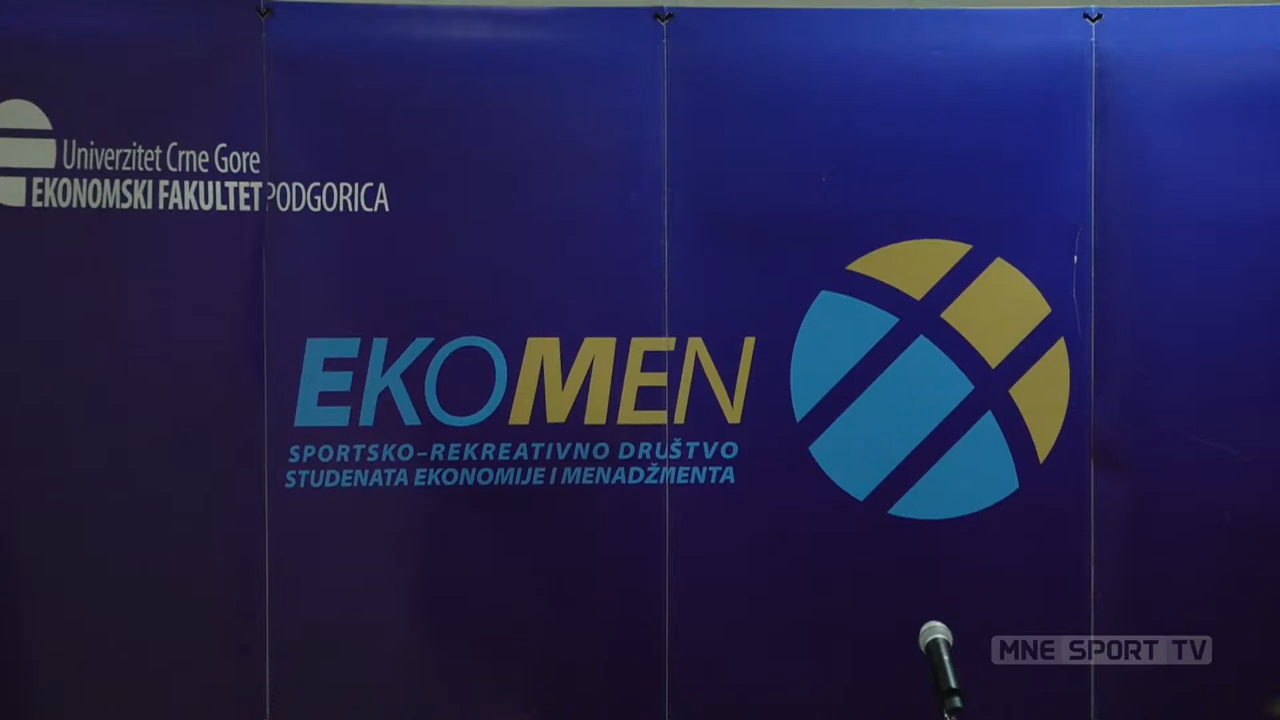 Univerzitet Crne Gore
EKONOMSKI FAKULTET PODGORICA
EKOMEN
SPORTSKO-REKREATIVNO DRUŠTVO
STUDENATA EKONOMIJE I MENADŽMENTA
MNE SPORT TV